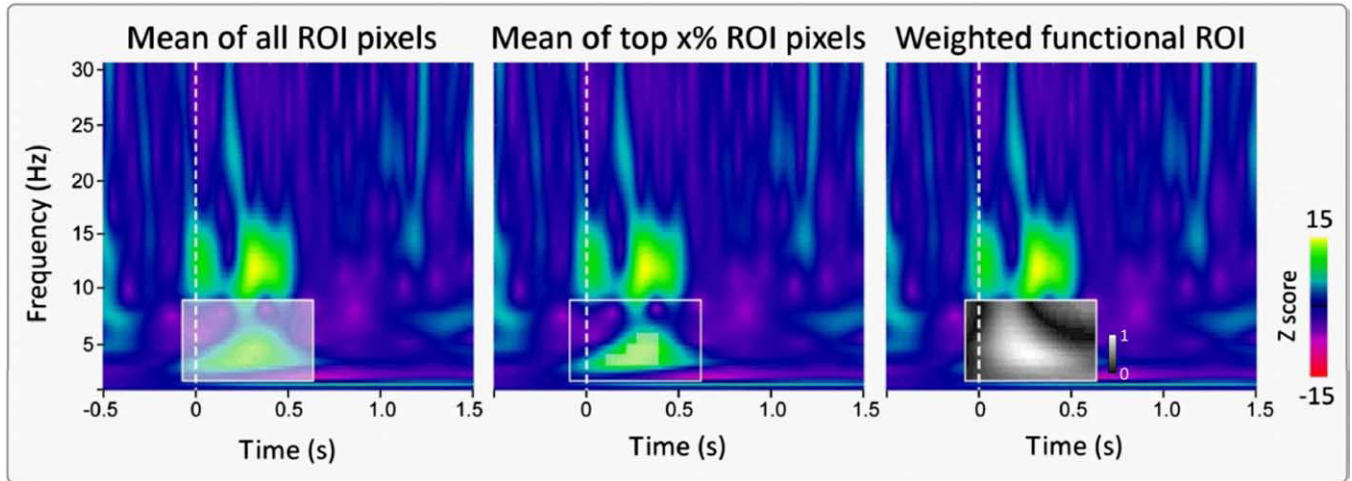 Mean of all ROI pixels
Mean of top x% ROI pixels
Weighted functional ROI
Frequency (Hz)
30
25
20
15
10
5
-0.5 0 0.5 1.0 1.5
0 0.5 1.0 1.5
0 0.5 1.0 1.5
Time (s)
Time (s)
Time (s)
1
0
15
Z score
-15